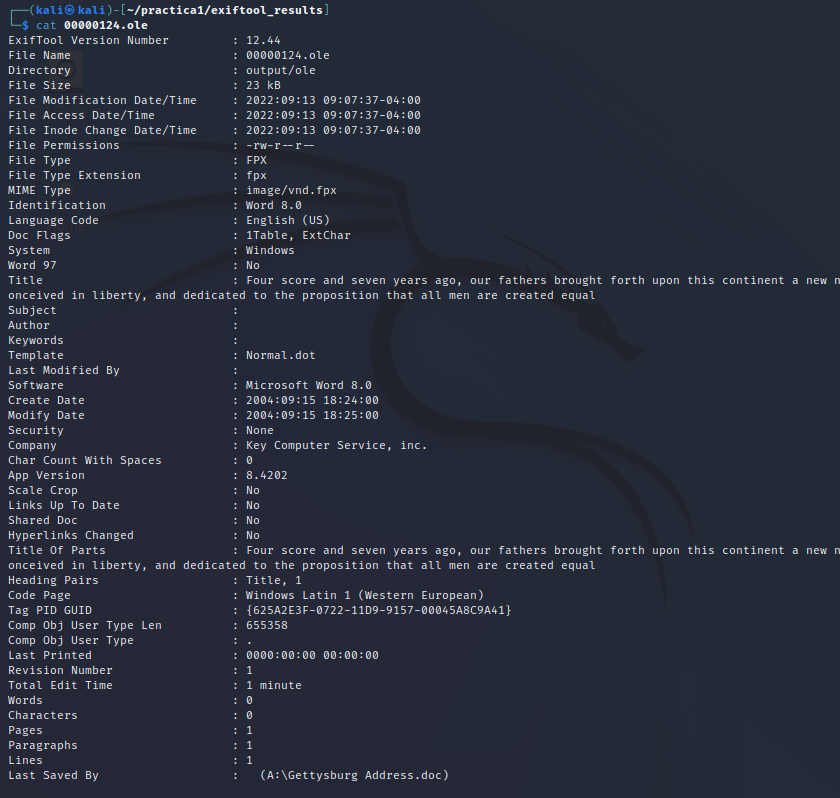 ┌──(kali㉿kali)-[~/practica1/exiftool_results]
└─$ cat 00000124.ole
ExifTool Version Number         : 12.44
File Name                       : 00000124.ole
Directory                       : output/ole
File Size                       : 23 kB
File Modification Date/Time     : 2022:09:13 09:07:37-04:00
File Access Date/Time           : 2022:09:13 09:07:37-04:00
File Inode Change Date/Time     : 2022:09:13 09:07:37-04:00
File Permissions                : -rw-r--r--
File Type                       : FPX
File Type Extension             : fpx
MIME Type                       : image/vnd.fpx
Identification                  : Word 8.0
Language Code                   : English (US)
Doc Flags                       : 1Table, ExtChar
System                          : Windows
Word 97                         : No
Title                           : Four score and seven years ago, our fathers brought forth upon this continent a new n
onceived in liberty, and dedicated to the proposition that all men are created equal
Subject                         :
Author                          :
Keywords                        :
Template                        : Normal.dot
Last Modified By                :
Software                        : Microsoft Word 8.0
Create Date                     : 2004:09:15 18:24:00
Modify Date                     : 2004:09:15 18:25:00
Security                        : None
Company                         : Key Computer Service, inc.
Char Count With Spaces          : 0
App Version                     : 8.4202
Scale Crop                      : No
Links Up To Date                : No
Shared Doc                      : No
Hyperlinks Changed              : No
Title Of Parts                  : Four score and seven years ago, our fathers brought forth upon this continent a new n
onceived in liberty, and dedicated to the proposition that all men are created equal
Heading Pairs                   : Title, 1
Code Page                       : Windows Latin 1 (Western European)
Tag PID GUID                    : {625A2E3F-0722-11D9-9157-00045A8C9A41}
Comp Obj User Type Len          : 655358
Comp Obj User Type              : .
Last Printed                    : 0000:00:00 00:00:00
Revision Number                 : 1
Total Edit Time                 : 1 minute
Words                           : 0
Characters                      : 0
Pages                           : 1
Paragraphs                      : 1
Lines                           : 1
Last Saved By                   :   (A:\Gettysburg Address.doc)